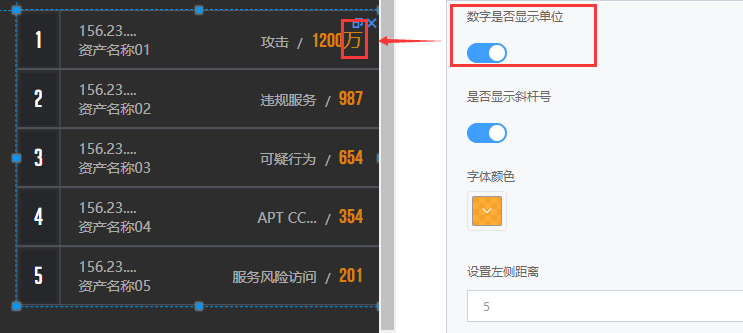 1
156.23....
资产名称01
攻击 / 1200万
2
156.23....
资产名称02
违规服务 / 987
3
156.23....
资产名称03
可疑行为 / 654
4
156.23....
资产名称04
APT CC... / 354
5
156.23....
资产名称05
服务风险访问 / 201
数字是否显示单位
是否显示斜杆号
字体颜色
设置左侧距离
5